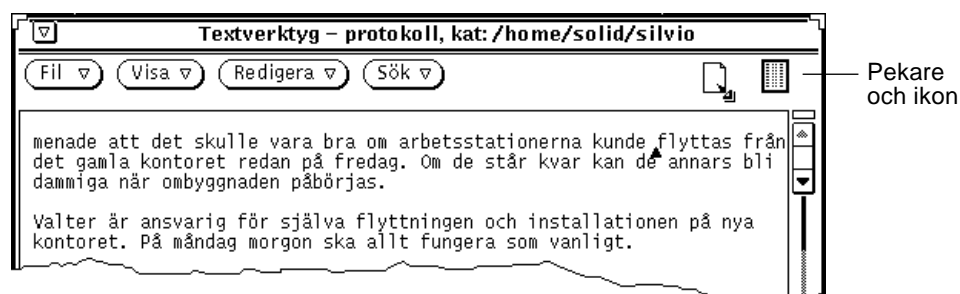 Textverktyg – protokoll, kat: /home/solid/silvio
Fil Visa Redigera Sök
Pekare
och ikon
menade att det skulle vara bra om arbetsstationerna kunde flyttas från
det gamla kontoret redan på fredag. Om de står kvar kan de annars bli
dammiga när ombyggnaden påbörjas.
Valter är ansvarig för själva flyttningen och installationen på nya
kontoret. På måndag morgon ska allt fungera som vanligt.